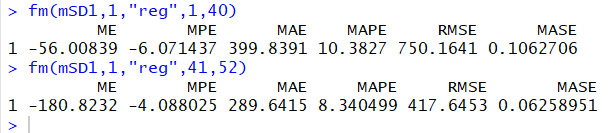 > fm(mSD1,1,"reg",1,40)
ME MPE MAE MAPE RMSE MASE
1 -56.00839 -6.071437 399.8391 10.3827 750.1641 0.1062706
> fm(mSD1,1,"reg",41,52)
ME MPE MAE MAPE RMSE MASE
1 -180.8232 -4.088025 289.6415 8.340499 417.6453 0.06258951
>